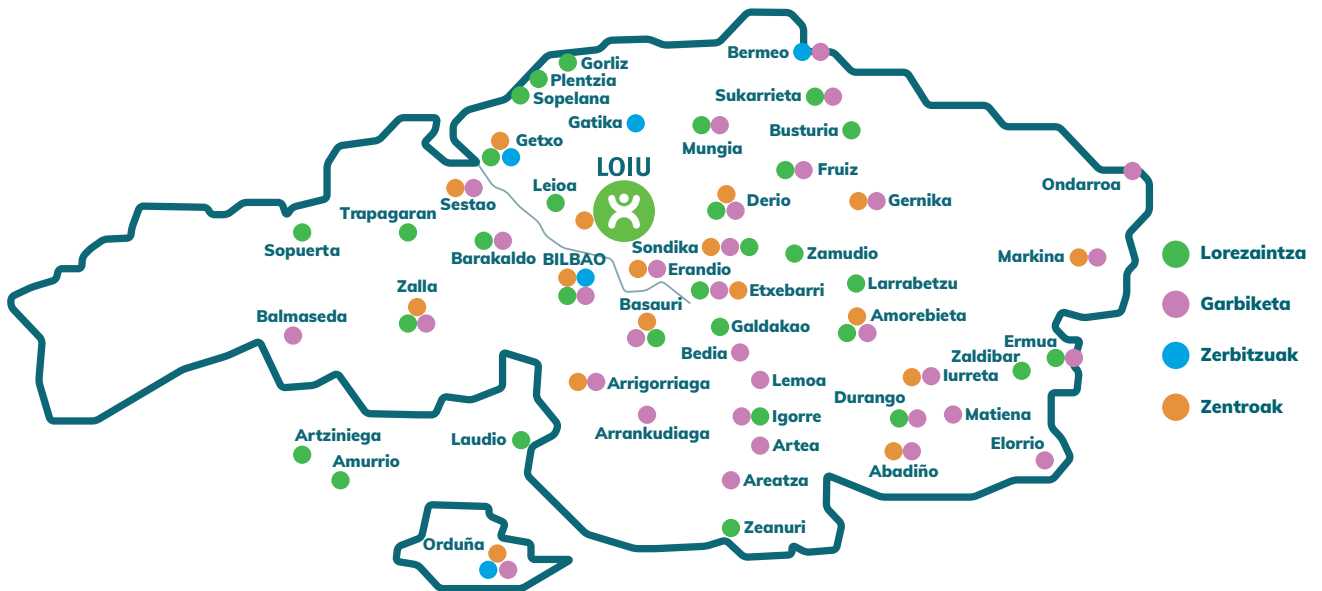 Bermeo
Gorliz
Plentzia
Sopelana
Sukarrieta
Gatika
Busturia
Getxo
Mungia
LOIU
Fruiz
Ondarroa
Leioa
Sestao
Derio
Gernika
Trapagaran
Sopuerta
Barakaldo
BILBAO
Sondika
Zamudio
Markina
Lorezaintza
Erandio
Etxebarri
Larrabetzu
Zalla
Garbiketa
Balmaseda
Basauri
Galdakao
Amorebieta
Ermua
Bedia
Zaldibar
Zerbitzuak
Arrigorriaga
Lemoa
Iurreta
Durango
Zentroak
Igorre
Matiena
Arrankudiaga
Artziniega
Laudio
Artea
Elorrio
Amurrio
Abadiño
Areatza
Zeanuri
Orduña